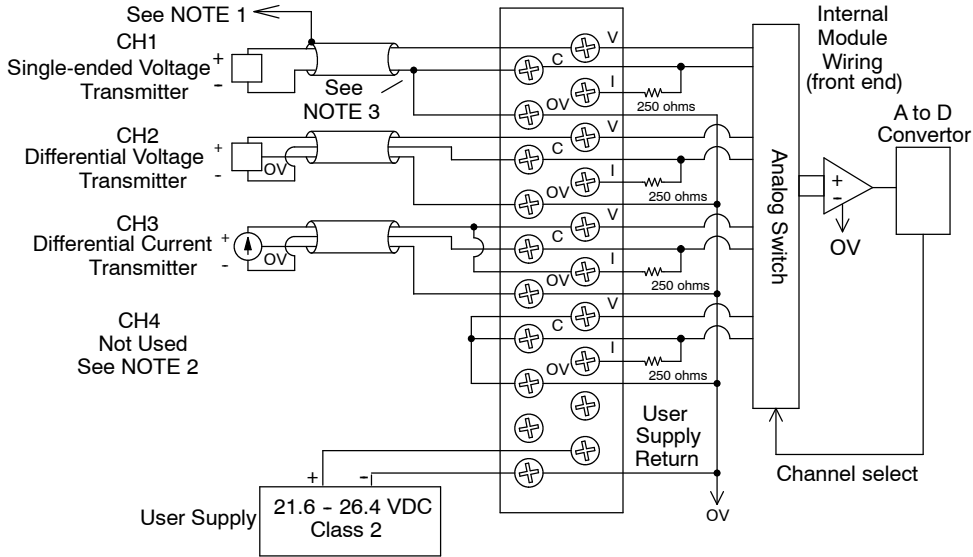 See NOTE 1
CH1
Single-ended Voltage
Transmitter
+
-
See
NOTE 3
CH2
Differential Voltage
Transmitter
+
-
OV
CH3
Differential Current
Transmitter
+
-
OV
CH4
Not Used
See NOTE 2
V
C
I
OV
250 ohms
V
C
I
OV
250 ohms
V
C
I
OV
250 ohms
V
C
I
OV
250 ohms
Internal
Module
Wiring
(front end)
A to D
Convertor
Analog Switch
+
-
OV
Channel select
User
Supply
Return
OV
User Supply
+
-
21.6 - 26.4 VDC
Class 2